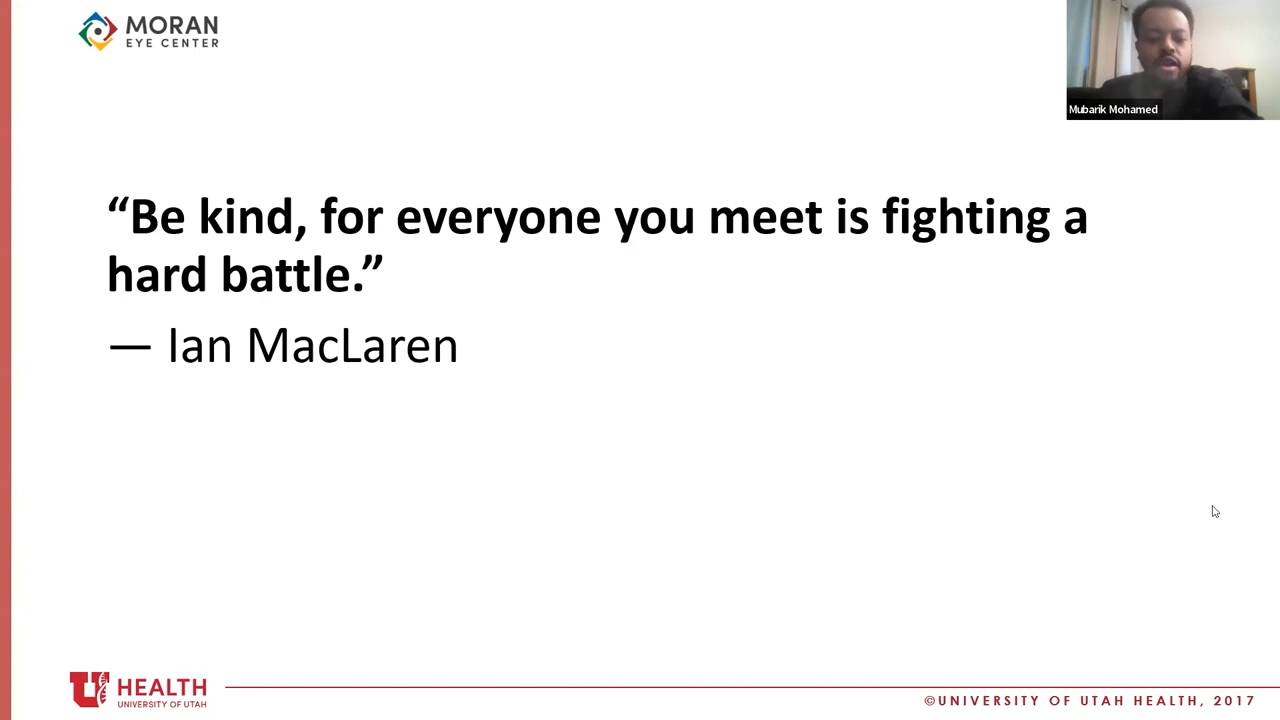 MORAN
EYE CENTER
Mubarik Mohamed
“Be kind, for everyone you meet is fighting a
hard battle.”
— Ian MacLaren
U HEALTH
UNIVERSITY OF UTAH
©UNIVERSITY OF UTAH HEALTH, 2017